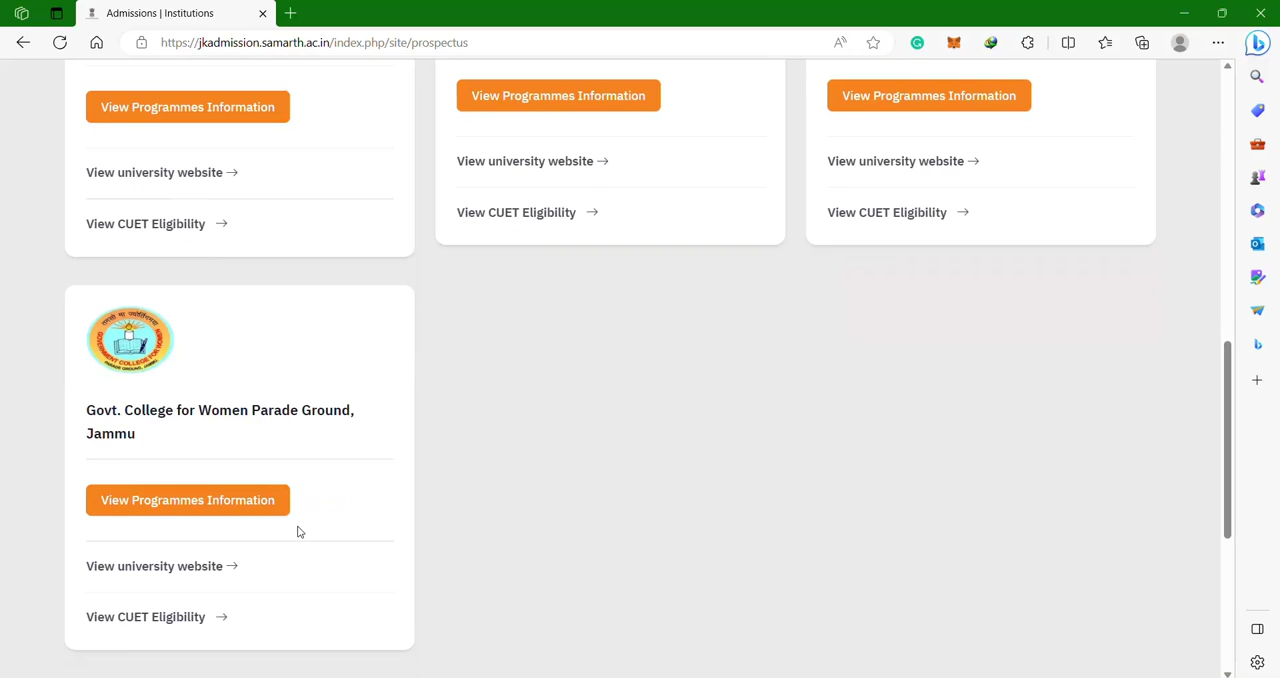 Admissions | Institutions
https://jkadmission.samarth.ac.in/index.php/site/prospectus
View Programmes Information
View Programmes Information
View Programmes Information
View university website →
View university website →
View university website →
View CUET Eligibility →
View CUET Eligibility →
View CUET Eligibility →
Govt. College for Women Parade Ground,
Jammu
View Programmes Information
View university website →
View CUET Eligibility →